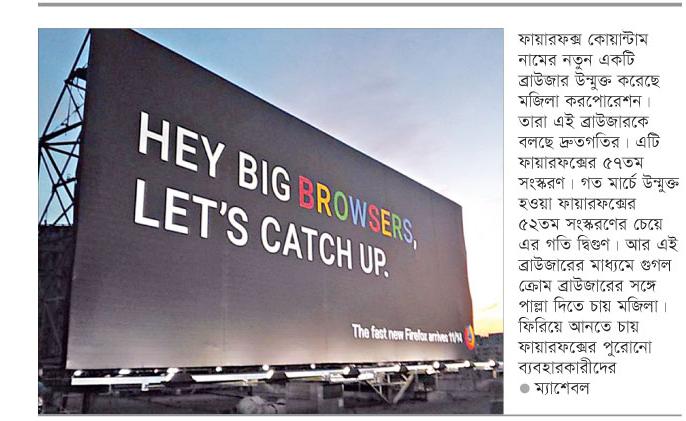 HEY BIG BROWSERS,
LET'S CATCH UP.
The fast new Firefox arrives 11/14
ফায়ারফক্স কোয়ান্টাম
নামের নতুন একটি
ব্রাউজার উন্মুক্ত করেছে
মজিলা করপোরেশন।
তারা এই ব্রাউজারকে
বলছে দ্রুতগতির। এটি
ফায়ারফক্সের ৫৭তম
সংস্করণ। গত মার্চে উন্মুক্ত
হওয়া ফায়ারফক্সের
৫২তম সংস্করণের চেয়ে
এর গতি দ্বিগুণ। আর এই
ব্রাউজারের মাধ্যমে গুগল
ক্রোম ব্রাউজারের সঙ্গে
পাল্লা দিতে চায় মজিলা।
ফিরিয়ে আনতে চায়
ফায়ারফক্সের পুরোনো
ব্যবহারকারীদের
● ম্যাশেবল